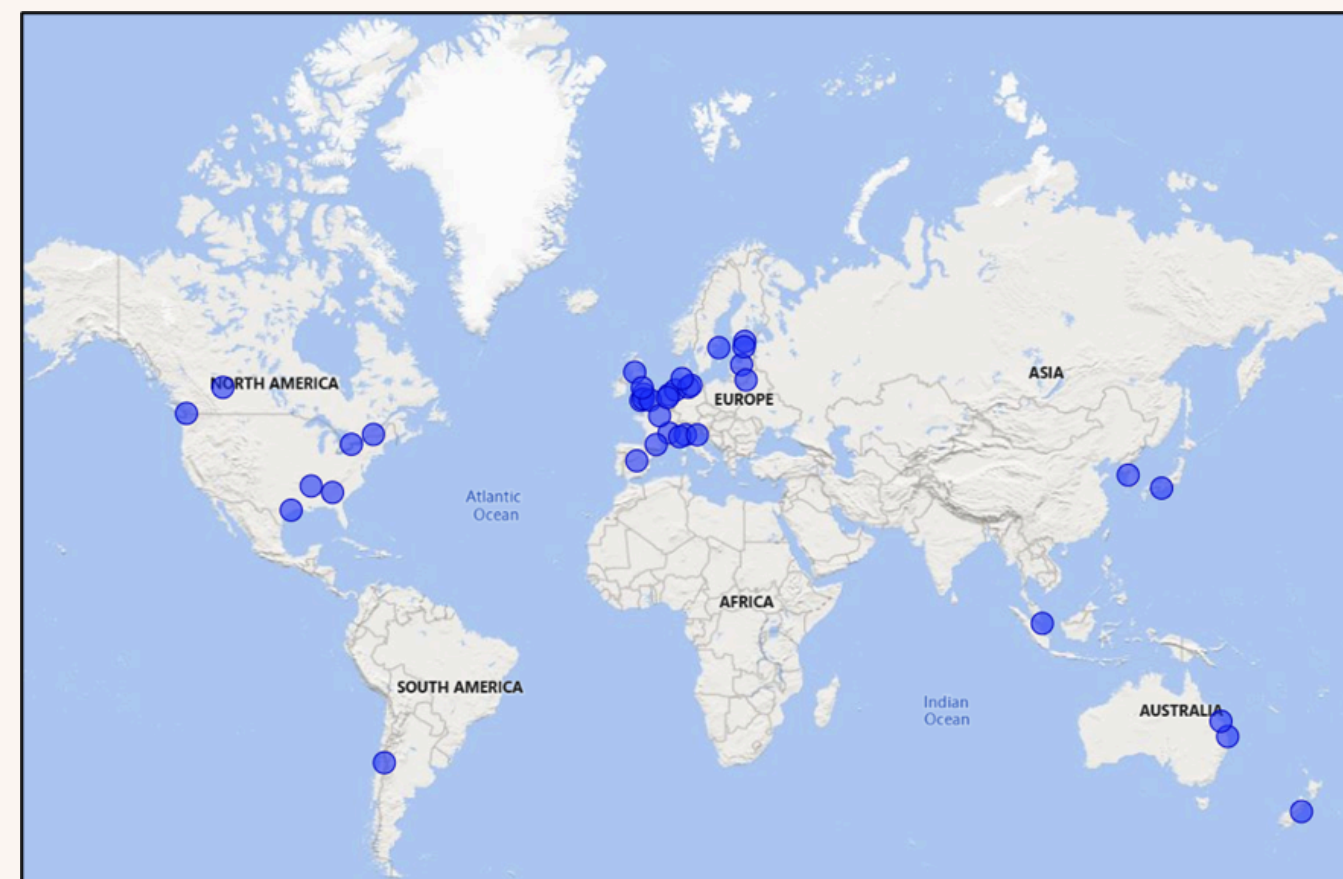 NORTH AMERICA
ASIA
EUROPE
Atlantic
Ocean
AFRICA
SOUTH AMERICA
Indian
Ocean
AUSTRALIA